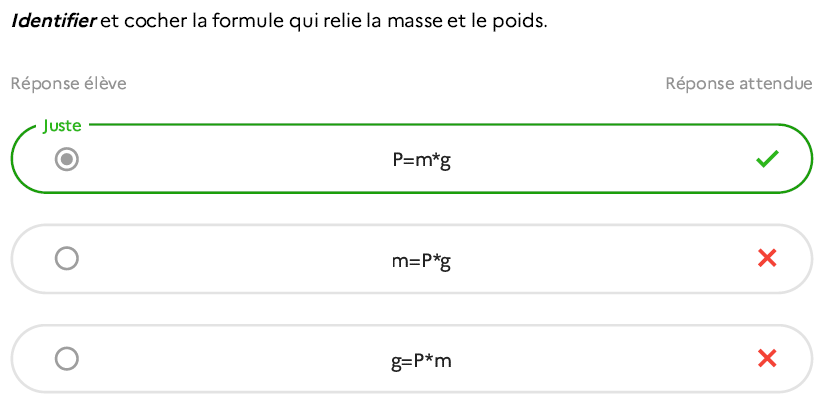 Identifier et cocher la formule qui relie la masse et le poids.
Réponse élève Réponse attendue
Juste
P=m*g
m=P*g
g=P*m